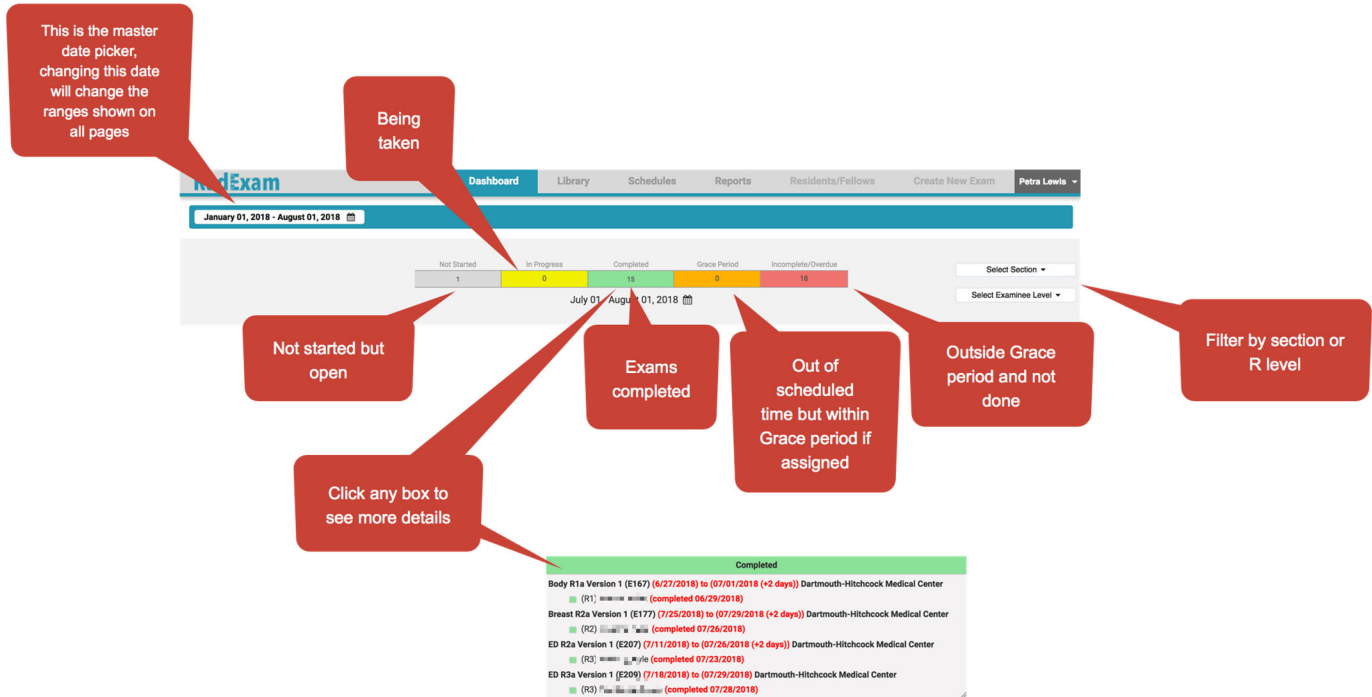 This is the master
date picker,
changing this date
will change the
ranges shown on
all pages
Being
taken
RadExam
Dashboard
Library
Schedules
Reports
Residents/Fellows
Create New Exam
Petra Lewis
January 01, 2018 - August 01, 2018
Not Started
In Progress
Completed
Grace Period
Incomplete/Overdue
1
0
15
0
18
Select Section
July 01 - August 01, 2018
Select Examinee Level
Not started but
open
Exams
completed
Out of
scheduled
time but within
Grace period if
assigned
Outside Grace
period and not
done
Filter by section or
R level
Click any box to
see more details
Completed
Body R1a Version 1 (E167) (6/27/2018) to (07/01/2018 (+2 days)) Dartmouth-Hitchcock Medical Center
(R1) (completed 06/29/2018)
Breast R2a Version 1 (E177) (7/25/2018) to (07/29/2018 (+2 days)) Dartmouth-Hitchcock Medical Center
(R2) (completed 07/26/2018)
ED R2a Version 1 (E207) (7/11/2018) to (07/26/2018 (+2 days)) Dartmouth-Hitchcock Medical Center
(R3) (completed 07/23/2018)
ED R3a Version 1 (E209) (7/18/2018) to (07/29/2018) Dartmouth-Hitchcock Medical Center
(R3) (completed 07/28/2018)